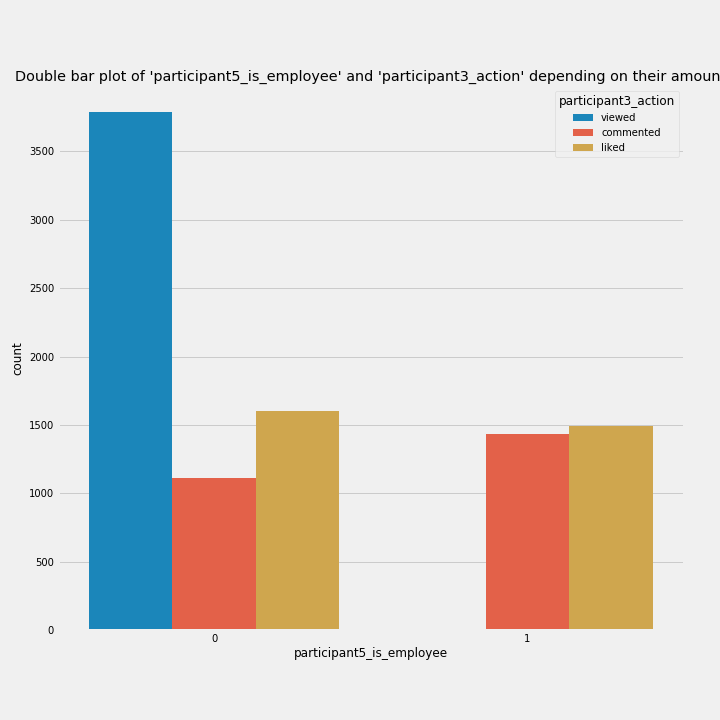 Double bar plot of 'participant5_is_employee' and 'participant3_action' depending on their amoun
participant3_action
viewed
commented
liked
3500
3000
2500
2000
1500
1000
500
0
count
0
1
participant5_is_employee